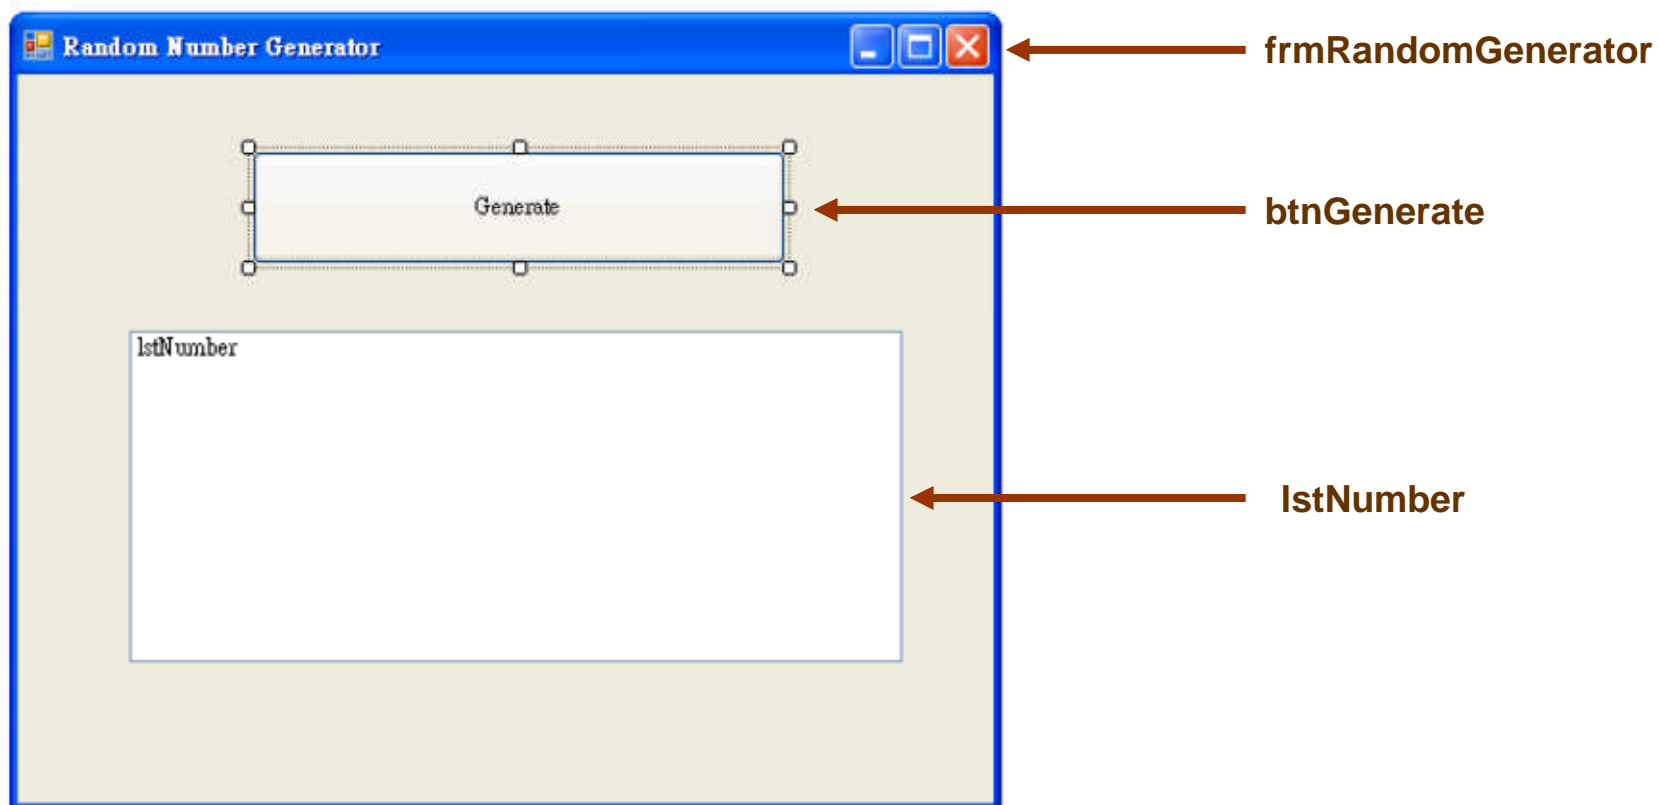 Random Number Generator
frmRandomGenerator
Generate
btnGenerate
lstNumber
lstNumber